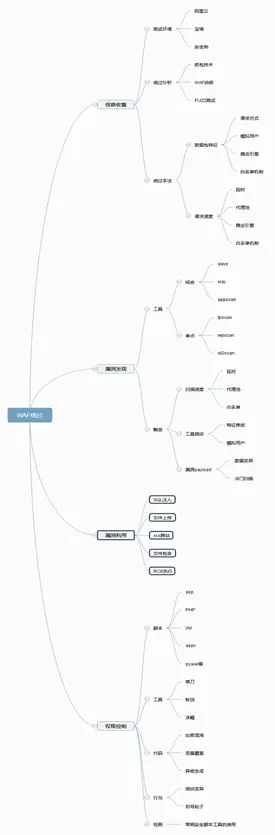 WAF绕过
信息收集
测试环境
阿里云
宝塔
安全狗
绕过分析
抓包技术
WAF说明
FUZZ测试
绕过手法
数据包特征
请求方式
模拟用户
爬虫引擎
白名单机制
请求速度
延时
代理池
爬虫引擎
白名单机制
漏洞发现
工具
综合
awvs
xray
appscan
单点
tpscan
wpscan
st2scan
触发
扫描速度
延时
代理池
白名单
工具指纹
特征修改
模拟用户
漏洞payload
数据变异
冷门扫描
漏洞利用
SQL注入
文件上传
xss跨站
文件包含
RCE执行
权限控制
脚本
asp
PHP
jsp
aspx
python等
工具
菜刀
蚁剑
冰蝎
代码
加密混淆
变量覆盖
异或生成
行为
指纹变异
自写轮子
检测
常规安全脚本工具的使用